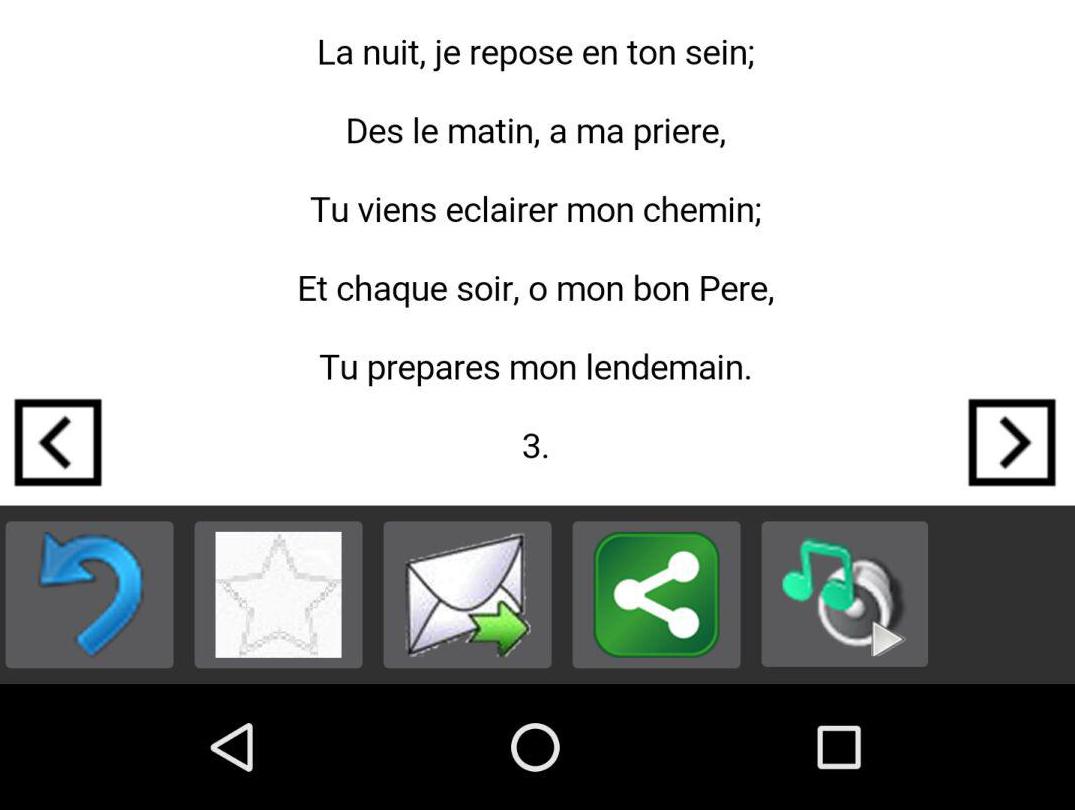 La nuit, je repose en ton sein;
Des le matin, a ma priere,
Tu viens eclairer mon chemin;
Et chaque soir, o mon bon Pere,
Tu prepares mon lendemain.
3.